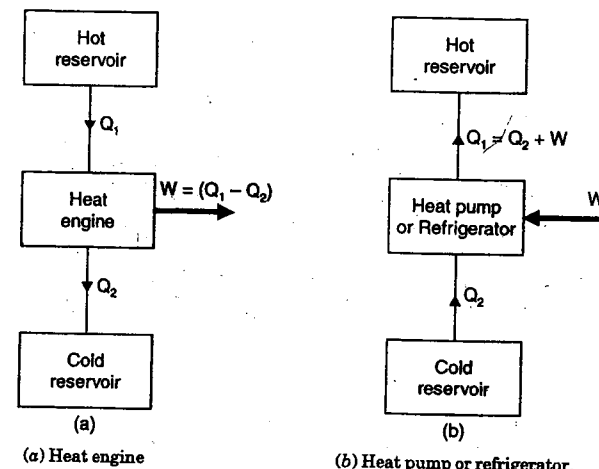 Hot
reservoir
Q₁
Heat
engine
W = (Q₁ – Q₂)
Q₂
Cold
reservoir
(a)
(a) Heat engine
Hot
reservoir
Q₁ = Q₂ + W
Heat pump
or Refrigerator
W
Q₂
Cold
reservoir
(b)
(b) Heat pump or refrigerator